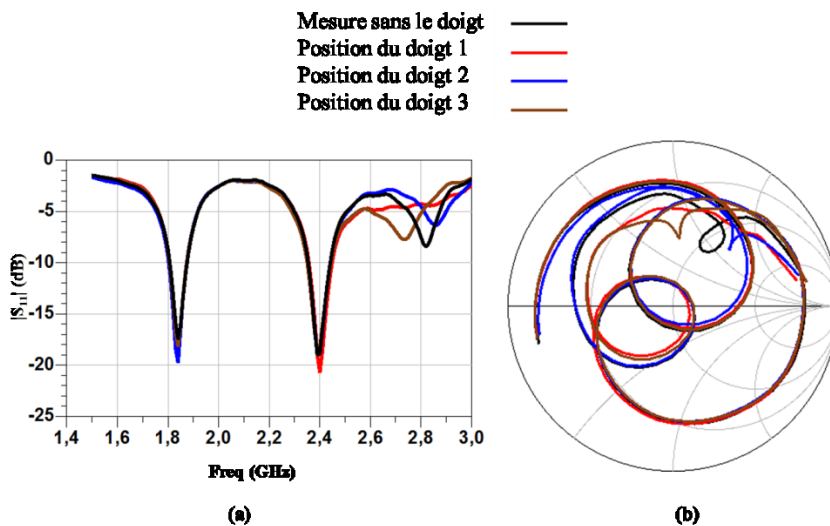 Mesure sans le doigt
Position du doigt 1
Position du doigt 2
Position du doigt 3
0
-5
-10
-15
-20
-25
|S11| (dB)
1,4 1,6 1,8 2,0 2,2 2,4 2,6 2,8 3,0
Freq (GHz)
(a) (b)